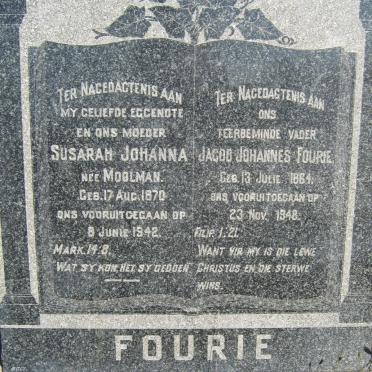 TER NAGEDAGTENIS AAN
MY GELIEFDE EGGENOTE
EN ONS MOEDER
SUSARAH JOHANNA
NEE MOOLMAN.
GEB. 17 AUG. 1870
ONS VOORUITGEGAAN OP
8 JUNIE 1942.
MARK. 14:8.
WAT SY KON HET SY GEDOEN
TER NAGEDAGTENIS AAN
ONS
TEERBEMINDE VADER
JACOB JOHANNES FOURIE.
GEB. 13 JULIE 1864.
ONS VOORUITGEGAAN OP
23 NOV. 1948.
FILIP. 1:21.
WANT VIR MY IS DIE LEWE
CHRISTUS EN DIE STERWE
WINS.
FOURIE